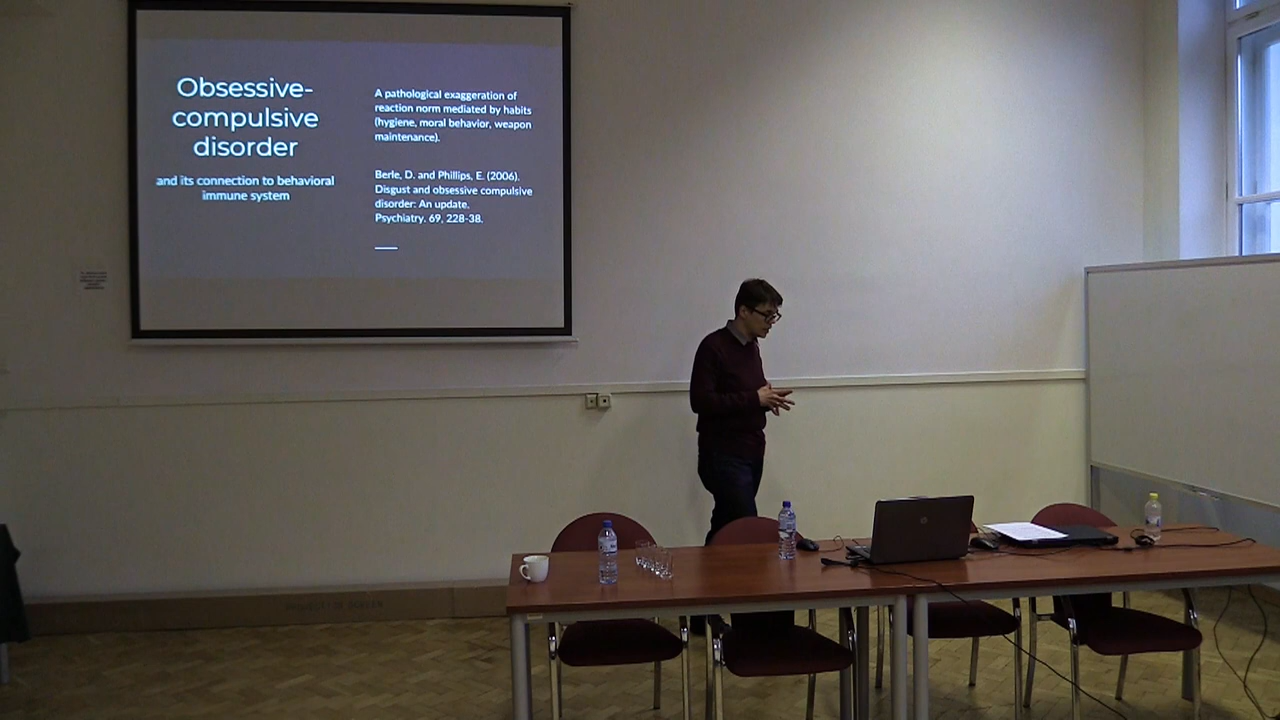 Obsessive-
compulsive
disorder
and its connection to behavioral
immune system
A pathological exaggeration of
reaction norm mediated by habits
(hygiene, moral behavior, weapon
maintenance).
Berle, D. and Phillips, E. (2006).
Disgust and obsessive compulsive
disorder: An update.
Psychiatry. 69, 228-38.
hp